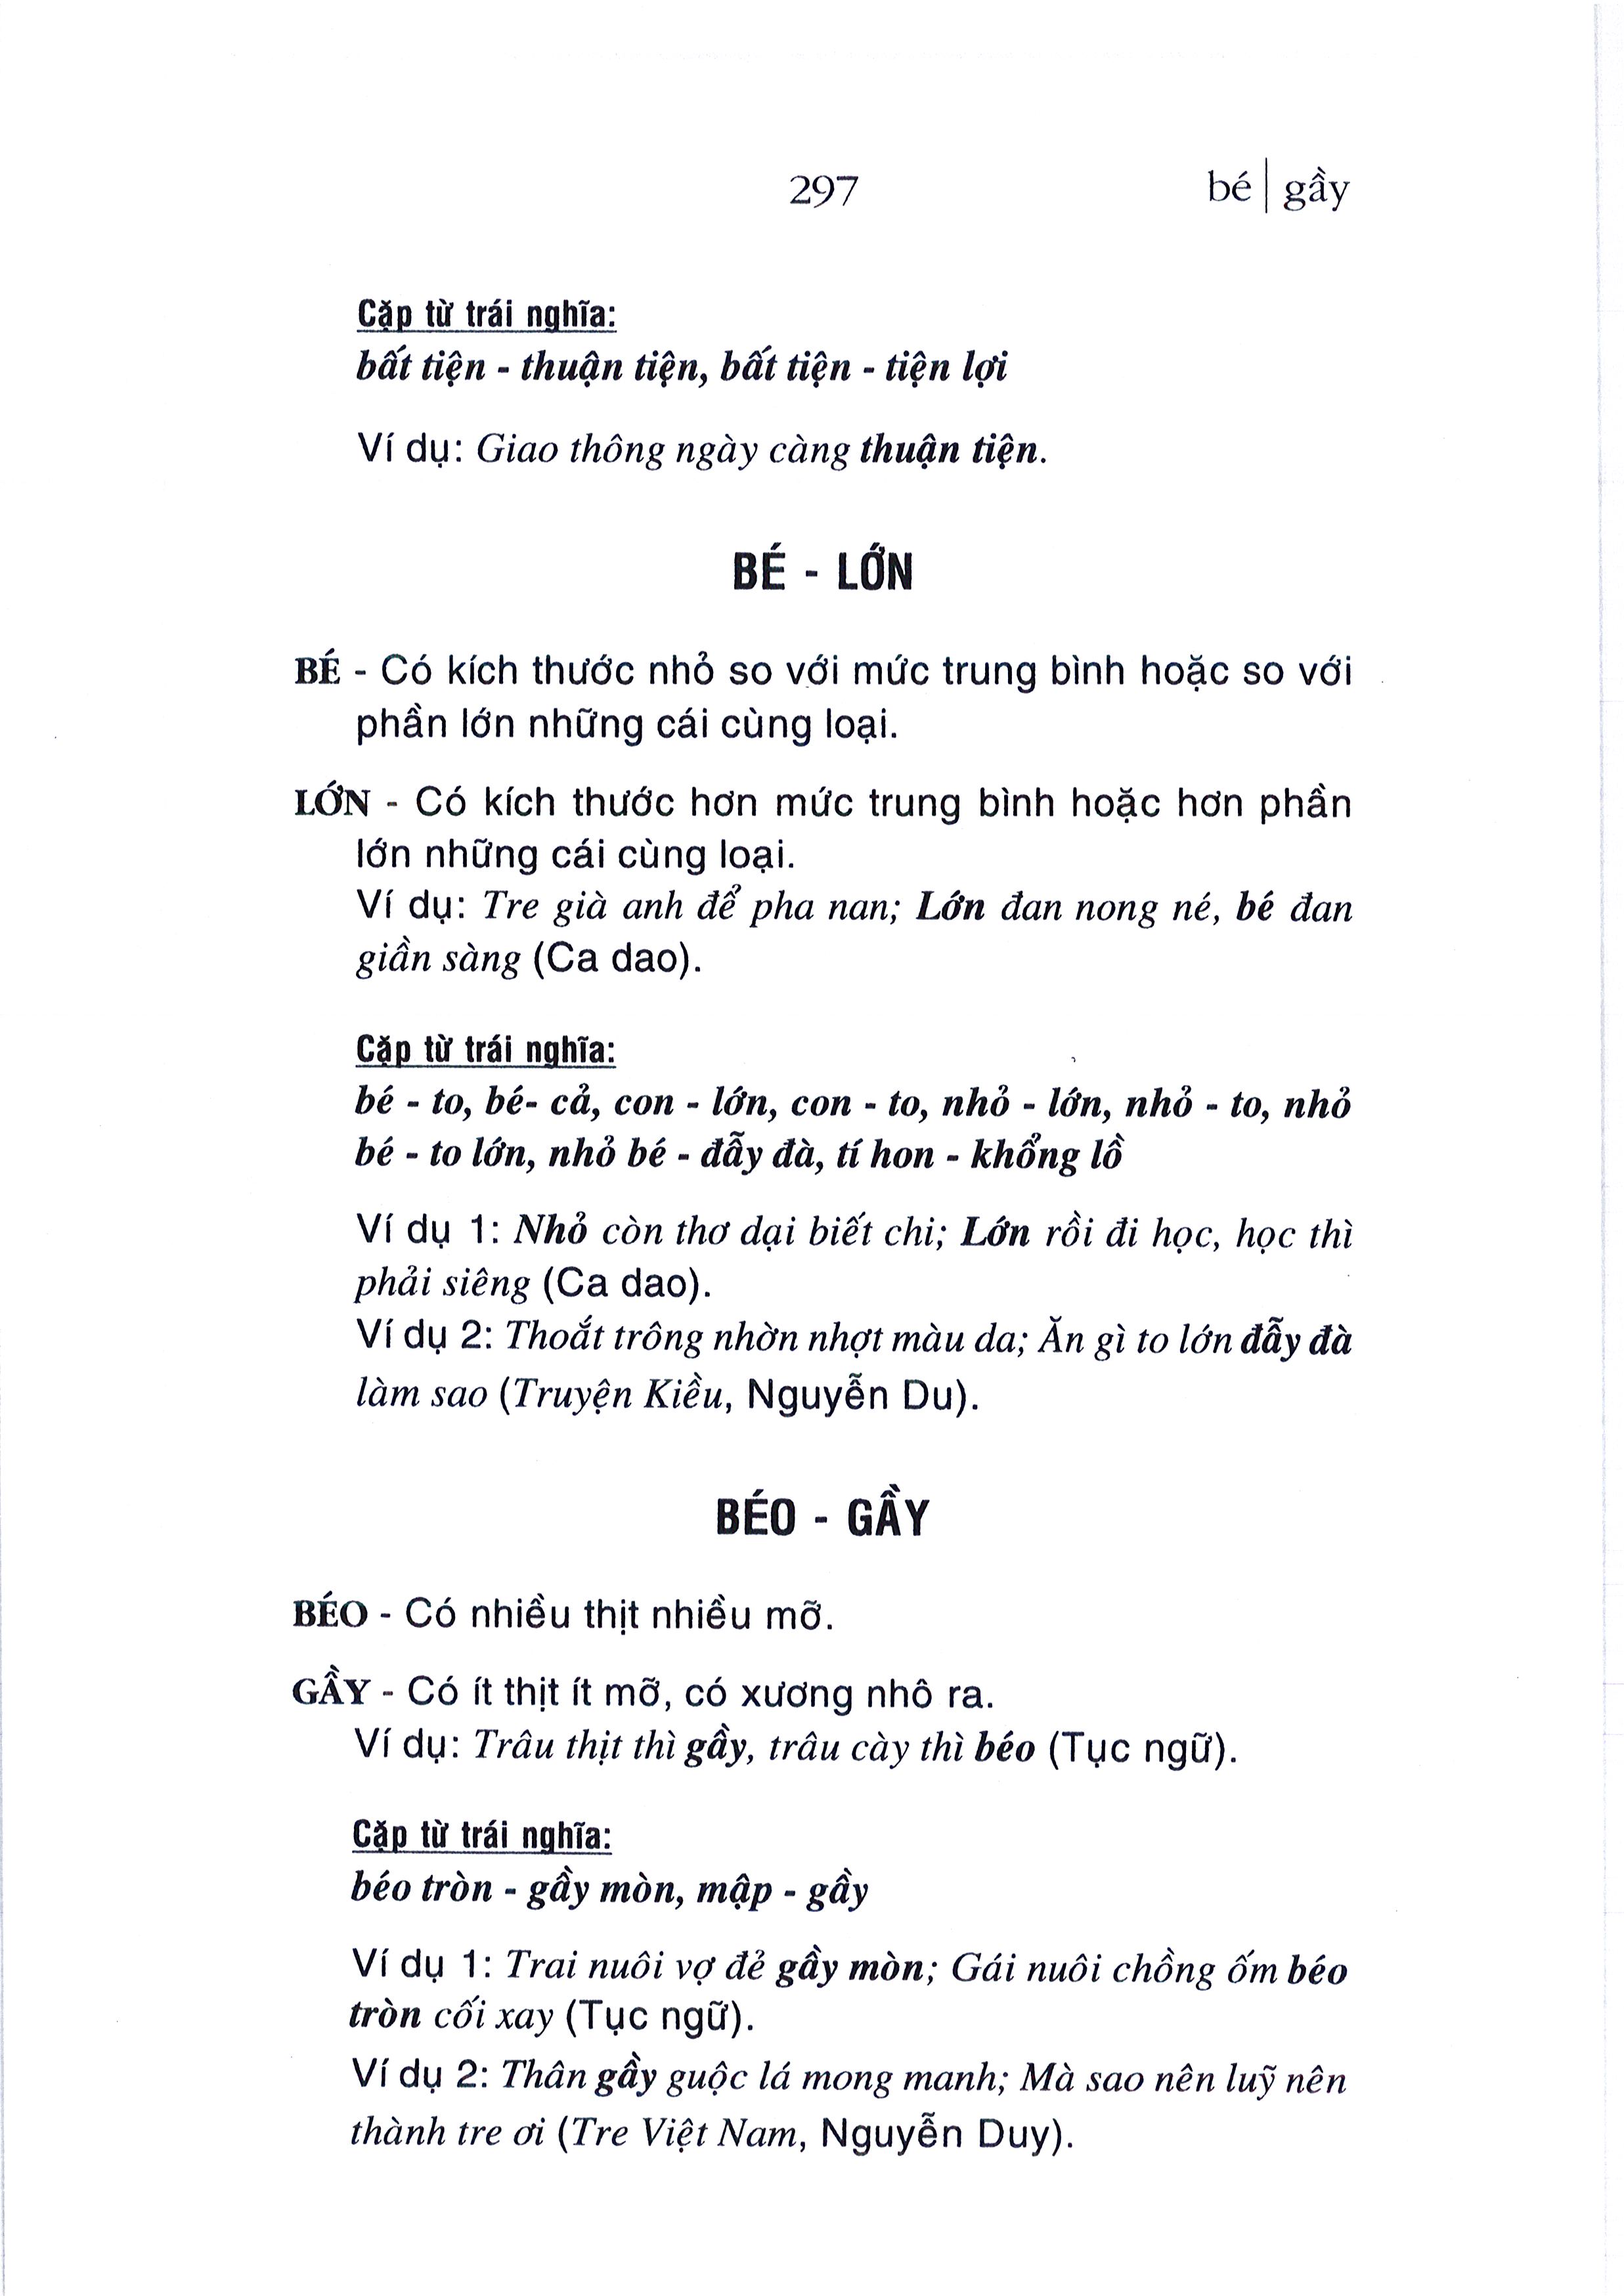 297
bé | gầy
Cặp từ trái nghĩa:
bất tiện - thuận tiện, bất tiện - tiện lợi
Ví dụ: Giao thông ngày càng thuận tiện.
BÉ - LỚN
BÉ - Có kích thước nhỏ so với mức trung bình hoặc so với
phần lớn những cái cùng loại.
LỚN - Có kích thước hơn mức trung bình hoặc hơn phần
lớn những cái cùng loại.
Ví dụ: Tre già anh để pha nan; Lớn đan nong né, bé đan
giần sàng (Ca dao).
Cặp từ trái nghĩa:
bé - to, bé- cả, con - lớn, con - to, nhỏ - lớn, nhỏ - to, nhỏ
bé - to lớn, nhỏ bé - đẫy đà, tí hon - khổng lồ
Ví dụ 1: Nhỏ còn thơ dại biết chi; Lớn rồi đi học, học thì
phải siêng (Ca dao).
Ví dụ 2: Thoắt trông nhờn nhợt màu da; Ăn gì to lớn đẫy đà
làm sao (Truyện Kiều, Nguyễn Du).
BÉO - GẦY
BÉO - Có nhiều thịt nhiều mỡ.
GẦY - Có ít thịt ít mỡ, có xương nhô ra.
Ví dụ: Trâu thịt thì gầy, trâu cày thì béo (Tục ngữ).
Cặp từ trái nghĩa:
béo tròn - gầy mòn, mập - gầy
Ví dụ 1: Trai nuôi vợ đẻ gầy mòn; Gái nuôi chồng ốm béo
tròn cối xay (Tục ngữ).
Ví dụ 2: Thân gầy guộc lá mong manh; Mà sao nên luỹ nên
thành tre ơi (Tre Việt Nam, Nguyễn Duy).